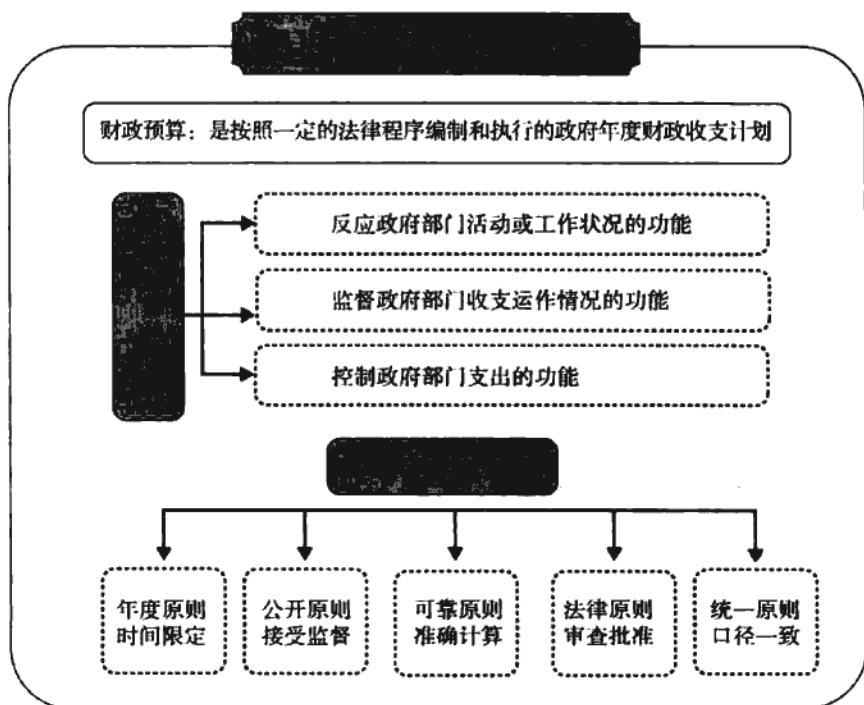 财政预算：是按照一定的法律程序编制和执行的政府年度财政收支计划
反应政府部门活动或工作状况的功能
监督政府部门收支运作情况的功能
控制政府部门支出的功能
年度原则
时间限定
公开原则
接受监督
可靠原则
准确计算
法律原则
审查批准
统一原则
口径一致